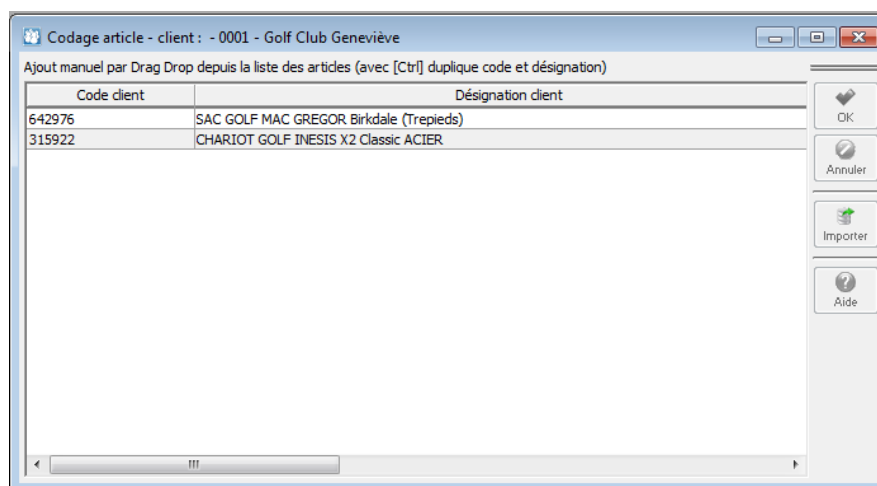 Codage article - client : - 0001 - Golf Club Geneviève
Ajout manuel par Drag Drop depuis la liste des articles (avec [Ctrl] duplique code et désignation)
Code client Désignation client
642976 SAC GOLF MAC GREGOR Birkdale (Trepieds)
315922 CHARIOT GOLF INESIS X2 Classic ACIER
OK
Annuler
Importer
Aide